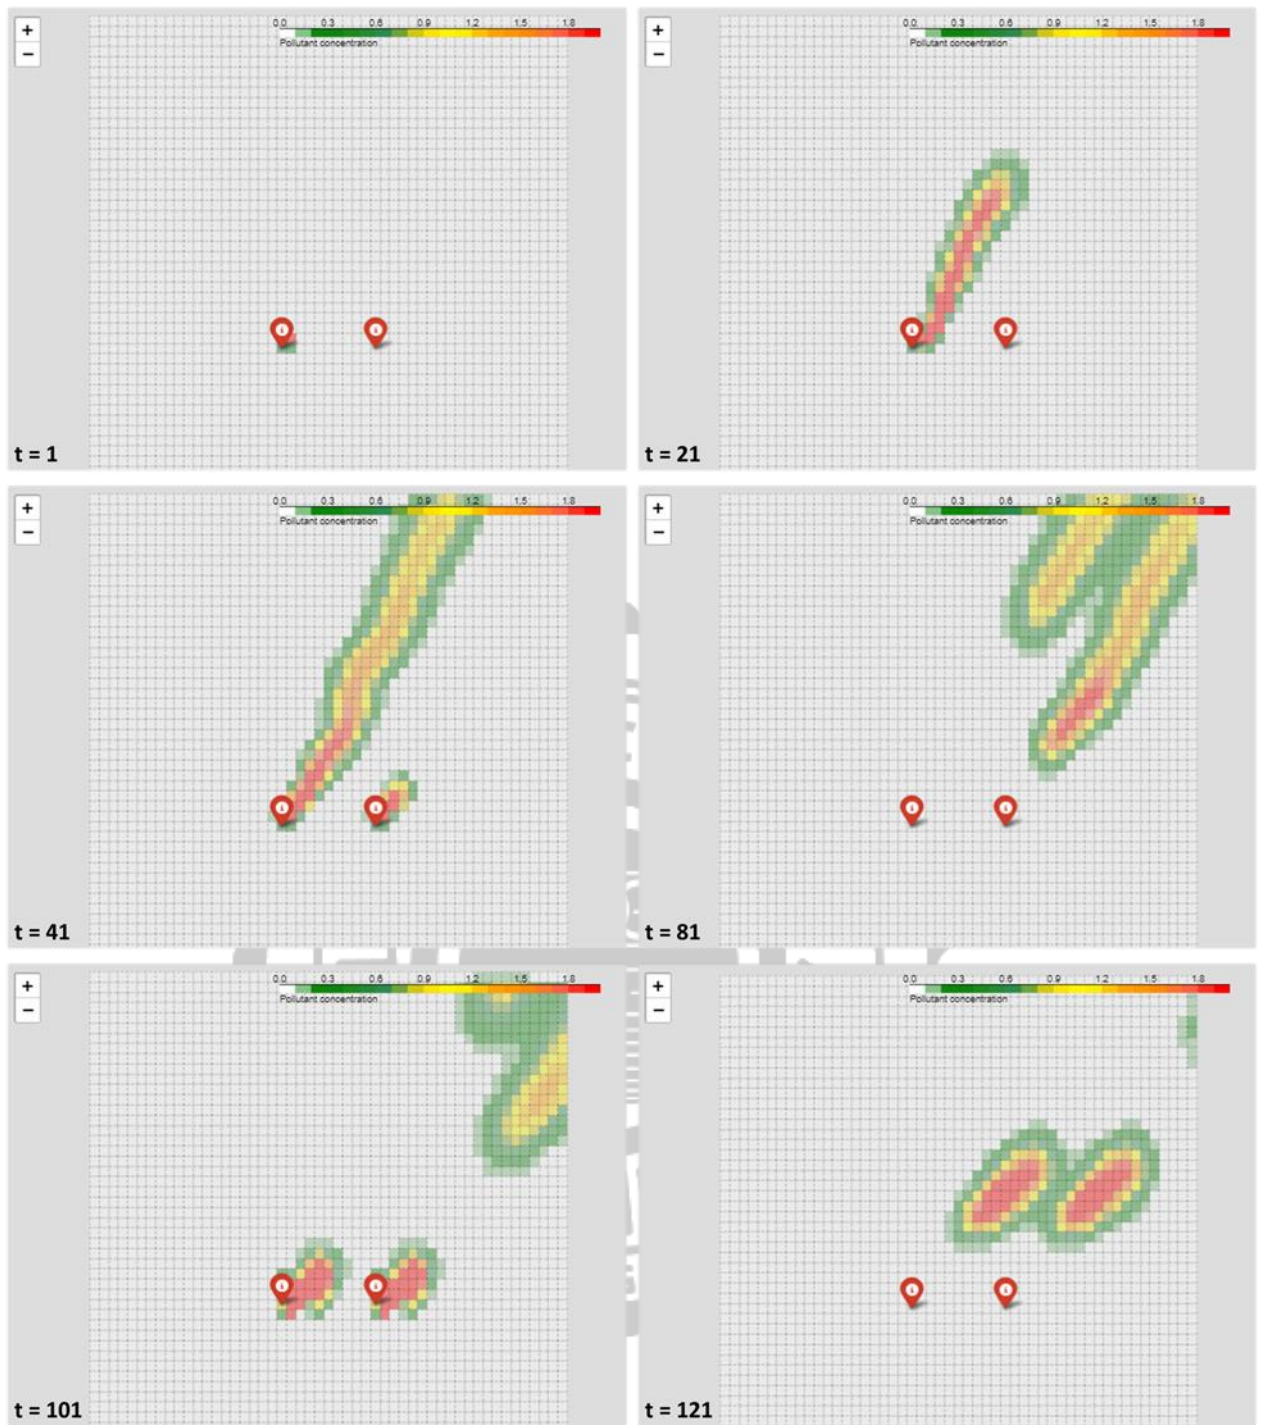 +
−
0.0 0.3 0.6 0.9 1.2 1.5 1.8
Pollutant concentration
t = 1
+
−
0.0 0.3 0.6 0.9 1.2 1.5 1.8
Pollutant concentration
t = 21
+
−
0.0 0.3 0.6 0.9 1.2 1.5 1.8
Pollutant concentration
t = 41
+
−
0.0 0.3 0.6 0.9 1.2 1.5 1.8
Pollutant concentration
t = 81
+
−
0.0 0.3 0.6 0.9 1.2 1.5 1.8
Pollutant concentration
t = 101
+
−
0.0 0.3 0.6 0.9 1.2 1.5 1.8
Pollutant concentration
t = 121